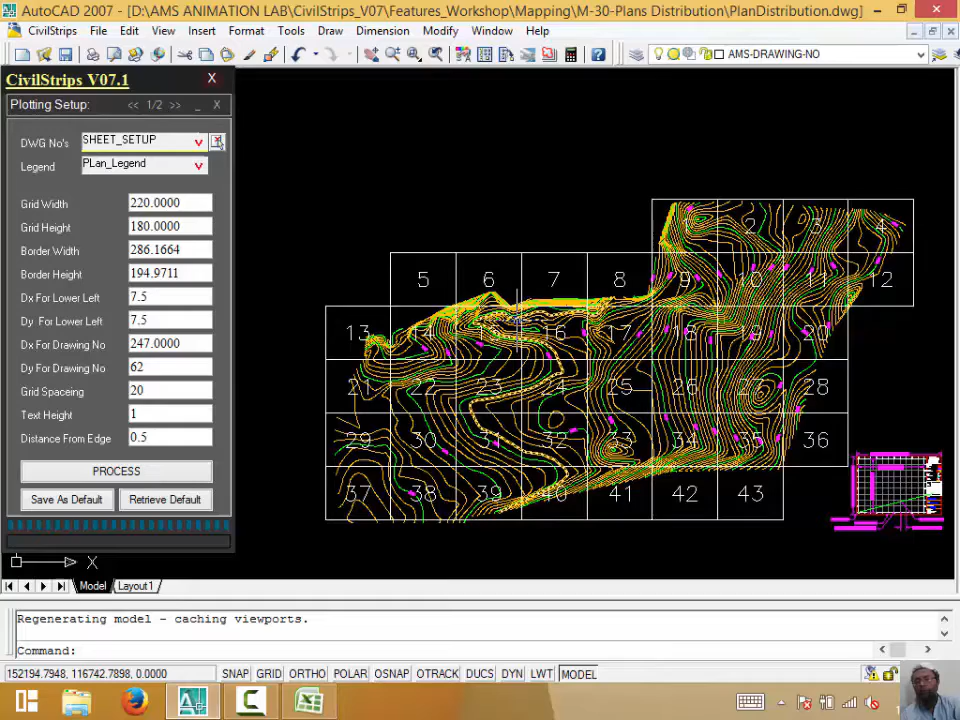 AutoCAD 2007 - [D:\AMS ANIMATION LAB\CivilStrips_V07\Features_Workshop\Mapping\M-30-Plans Distribution\PlanDistribution.dwg]
CivilStrips File Edit View Insert Format Tools Draw Dimension Modify Window Help
AMS-DRAWING-NO
CivilStrips V07.1 X
Plotting Setup: << 1/2 >> _ X
DWG No's SHEET_SETUP
Legend PLan_Legend
Grid Width 220.0000
Grid Height 180.0000
Border Width 286.1664
Border Height 194.9711
Dx For Lower Left 7.5
Dy For Lower Left 7.5
Dx For Drawing No 247.0000
Dy For Drawing No 62
Grid Spaceing 20
Text Height 1
Distance From Edge 0.5
PROCESS
Save As Default Retrieve Default
1 2 3 4
5 6 7 8 9 10 11 12
13 14 15 16 17 18 19 20
21 22 23 24 25 26 27 28
29 30 31 32 33 34 35 36
37 38 39 40 41 42 43
X
Model Layout1
Regenerating model - caching viewports.
Command:
152194.7948, 116742.7898, 0.0000 SNAP GRID ORTHO POLAR OSNAP OTRACK DUCS DYN LWT MODEL